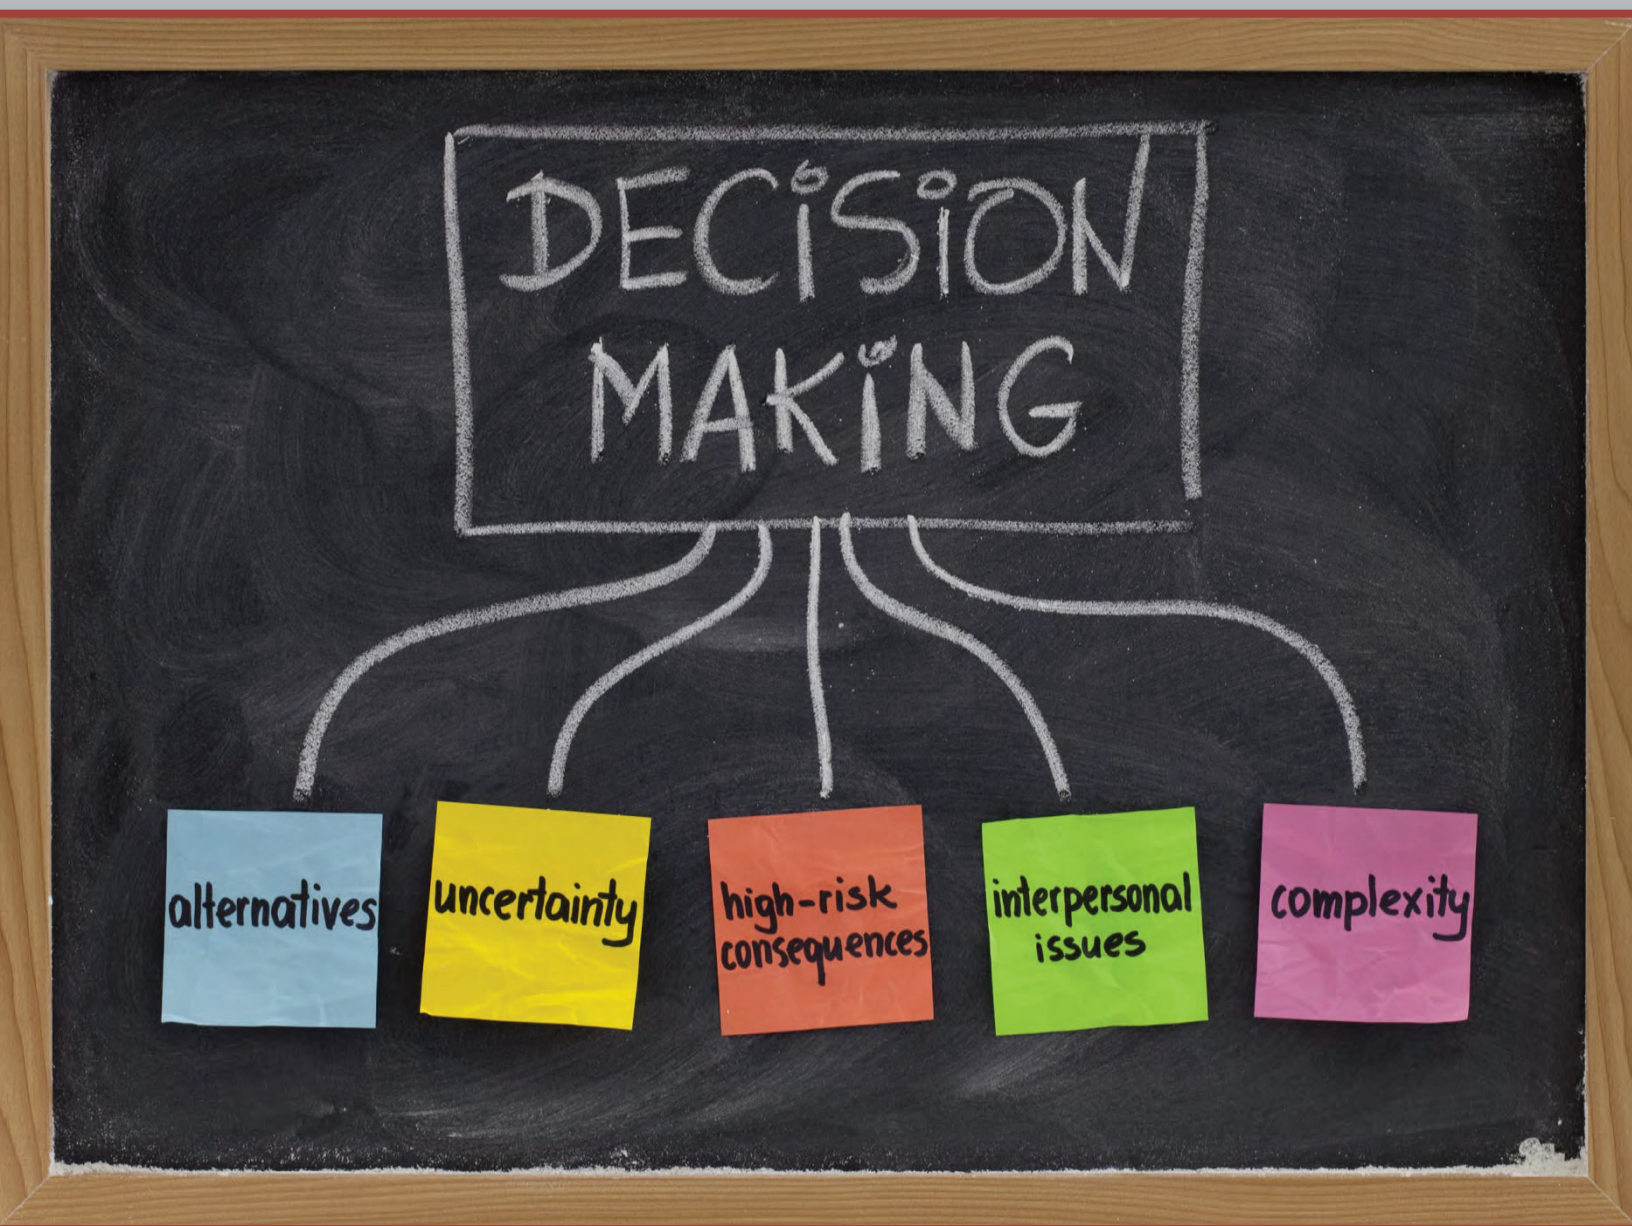 DECiSiON
MAKiNG
alternatives
uncertainty
high-risk
consequences
interpersonal
issues
complexity